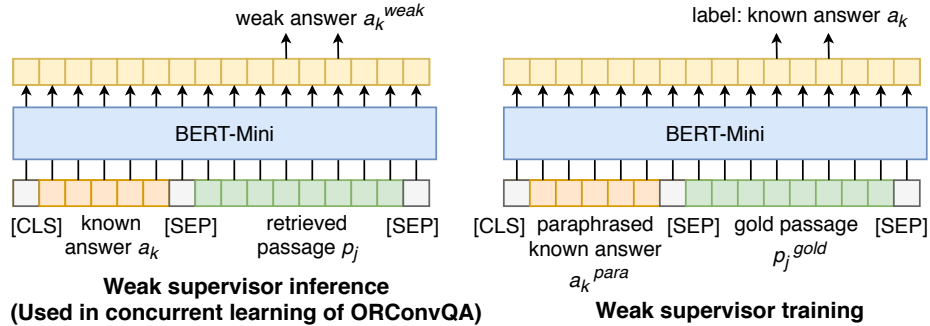 weak answer a_k^weak
BERT-Mini
[CLS] known answer a_k [SEP] retrieved passage p_j [SEP]
Weak supervisor inference
(Used in concurrent learning of ORConvQA)
label: known answer a_k
BERT-Mini
[CLS] paraphrased known answer a_k^para [SEP] gold passage p_j^gold [SEP]
Weak supervisor training